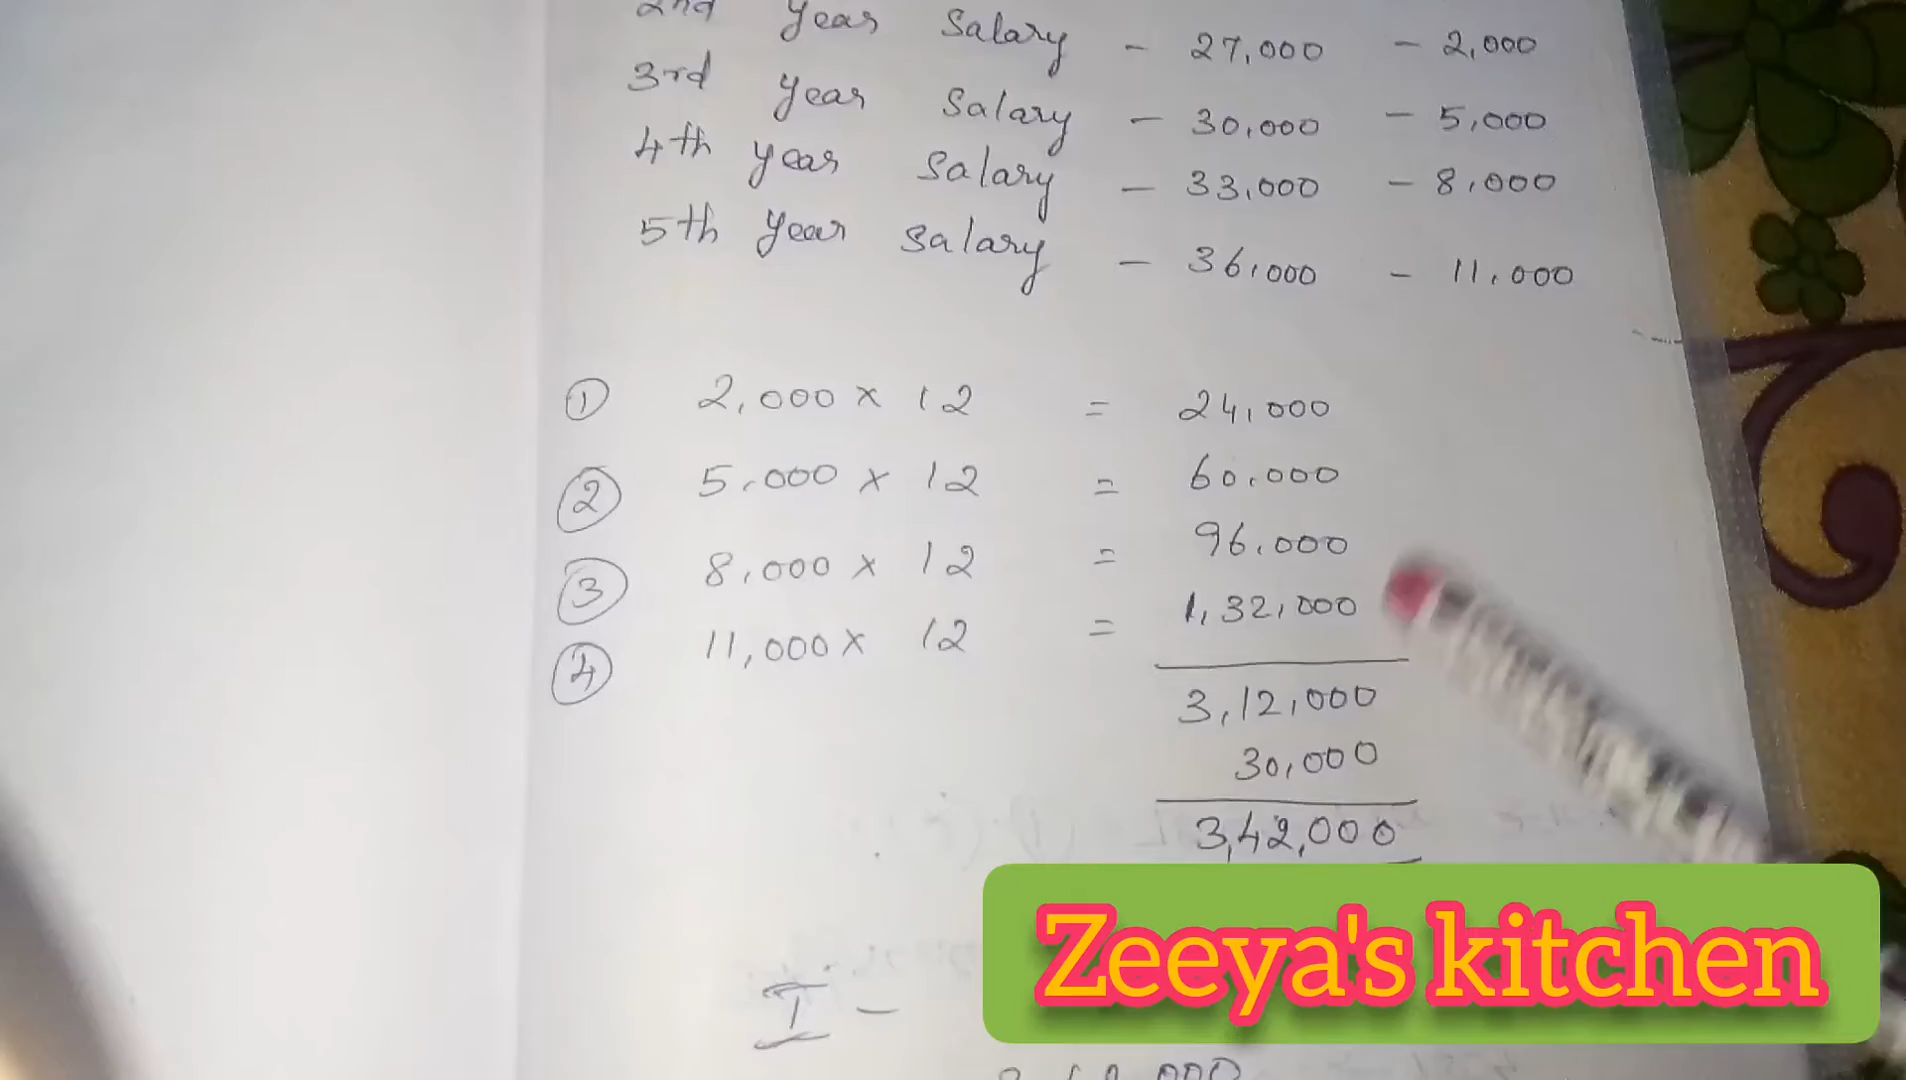 2nd Year Salary - 27,000 - 2,000
3rd Year Salary - 30,000 - 5,000
4th year Salary - 33,000 - 8,000
5th Year Salary - 36,000 - 11,000
① 2,000 x 12 = 24,000
② 5,000 x 12 = 60,000
③ 8,000 x 12 = 96,000
④ 11,000 x 12 = 1,32,000
3,12,000
30,000
3,42,000
I -
Zeeya's kitchen